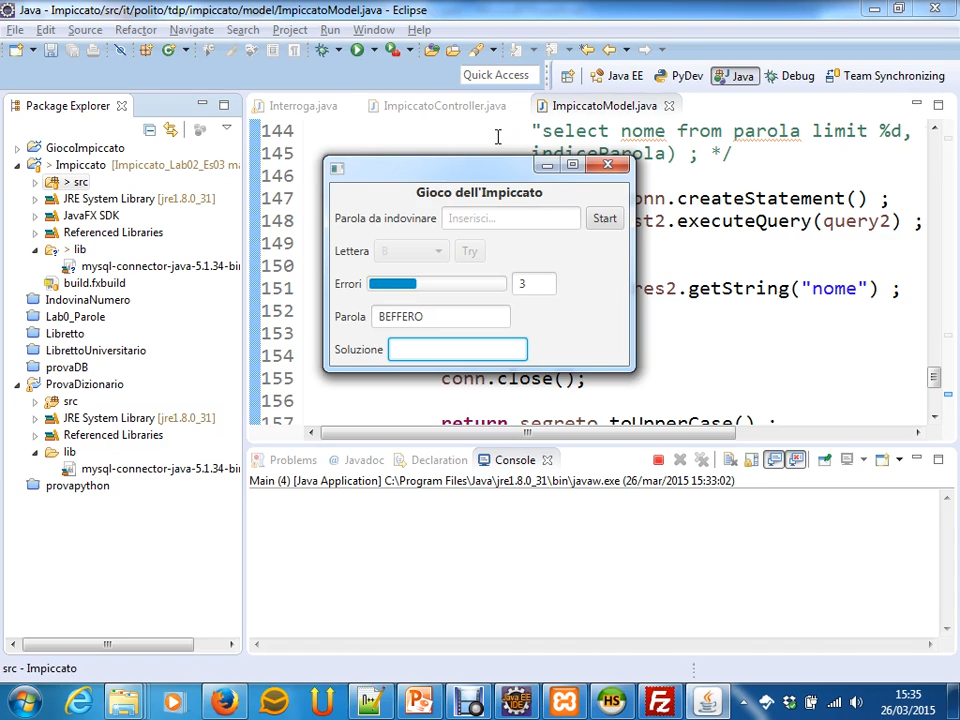 Java - Impiccato/src/it/polito/tdp/impiccato/model/ImpiccatoModel.java - Eclipse
File Edit Source Refactor Navigate Search Project Run Window Help
Quick Access Java EE PyDev Java Debug Team Synchronizing
Package Explorer
GiocoImpiccato
> Impiccato [Impiccato_Lab02_Es03 ma
> src
JRE System Library [jre1.8.0_31]
JavaFX SDK
Referenced Libraries
> lib
mysql-connector-java-5.1.34-bin
build.fxbuild
IndovinaNumero
Lab0_Parole
Libretto
LibrettoUniversitario
provaDB
ProvaDizionario
src
JRE System Library [jre1.8.0_31]
Referenced Libraries
lib
mysql-connector-java-5.1.34-bin
provapython
Interroga.java ImpiccatoController.java ImpiccatoModel.java
144 "select nome from parola limit %d,
145 indiceParola) ; */
146
147 conn.createStatement() ;
148 st2.executeQuery(query2) ;
149
150
151 res2.getString("nome") ;
152
153
154
155 conn.close();
156
157 return segreto.toUpperCase() ;
Gioco dell'Impiccato
Parola da indovinare Inserisci... Start
Lettera B Try
Errori 3
Parola BEFFERO
Soluzione
Problems @ Javadoc Declaration Console
Main (4) [Java Application] C:\Program Files\Java\jre1.8.0_31\bin\javaw.exe (26/mar/2015 15:33:02)
src - Impiccato
15:35
26/03/2015